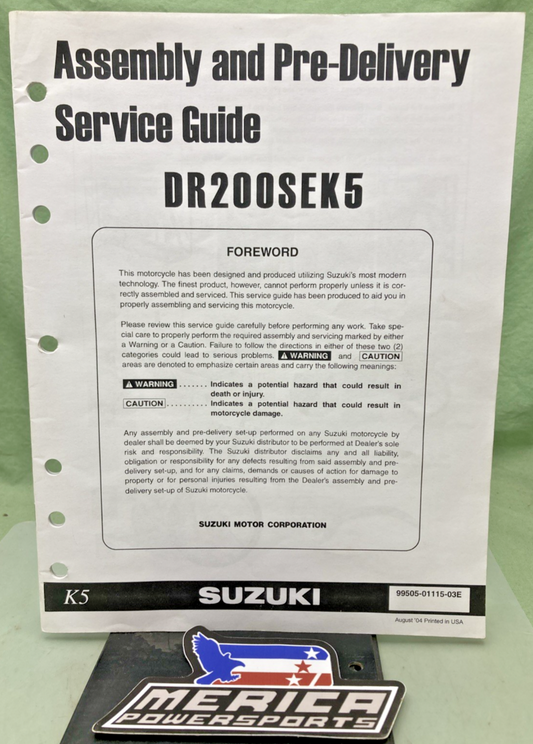 Assembly and Pre-Delivery
Service Guide
DR200SEK5
FOREWORD
This motorcycle has been designed and produced utilizing Suzuki's most modern
technology. The finest product, however, cannot perform properly unless it is cor-
rectly assembled and serviced. This service guide has been produced to aid you in
properly assembling and servicing this motorcycle.
Please review this service guide carefully before performing any work. Take spe-
cial care to properly perform the required assembly and servicing marked by either
a Warning or a Caution. Failure to follow the directions in either of these two (2)
categories could lead to serious problems. WARNING and CAUTION
areas are denoted to emphasize certain areas and carry the following meanings:
WARNING ....... Indicates a potential hazard that could result in
death or injury.
CAUTION .......... Indicates a potential hazard that could result in
motorcycle damage.
Any assembly and pre-delivery set-up performed on any Suzuki motorcycle by
dealer shall be deemed by your Suzuki distributor to be performed at Dealer's sole
risk and responsibility. The Suzuki distributor disclaims any and all liability,
obligation or responsibility for any defects resulting from said assembly and pre-
delivery set-up, and for any claims, demands or causes of action for damage to
property or for personal injuries resulting from the Dealer's assembly and pre-
delivery set-up of Suzuki motorcycle.
SUZUKI MOTOR CORPORATION
K5 SUZUKI 99505-01115-03E
August '04 Printed in USA
MERICA
POWERSPORTS